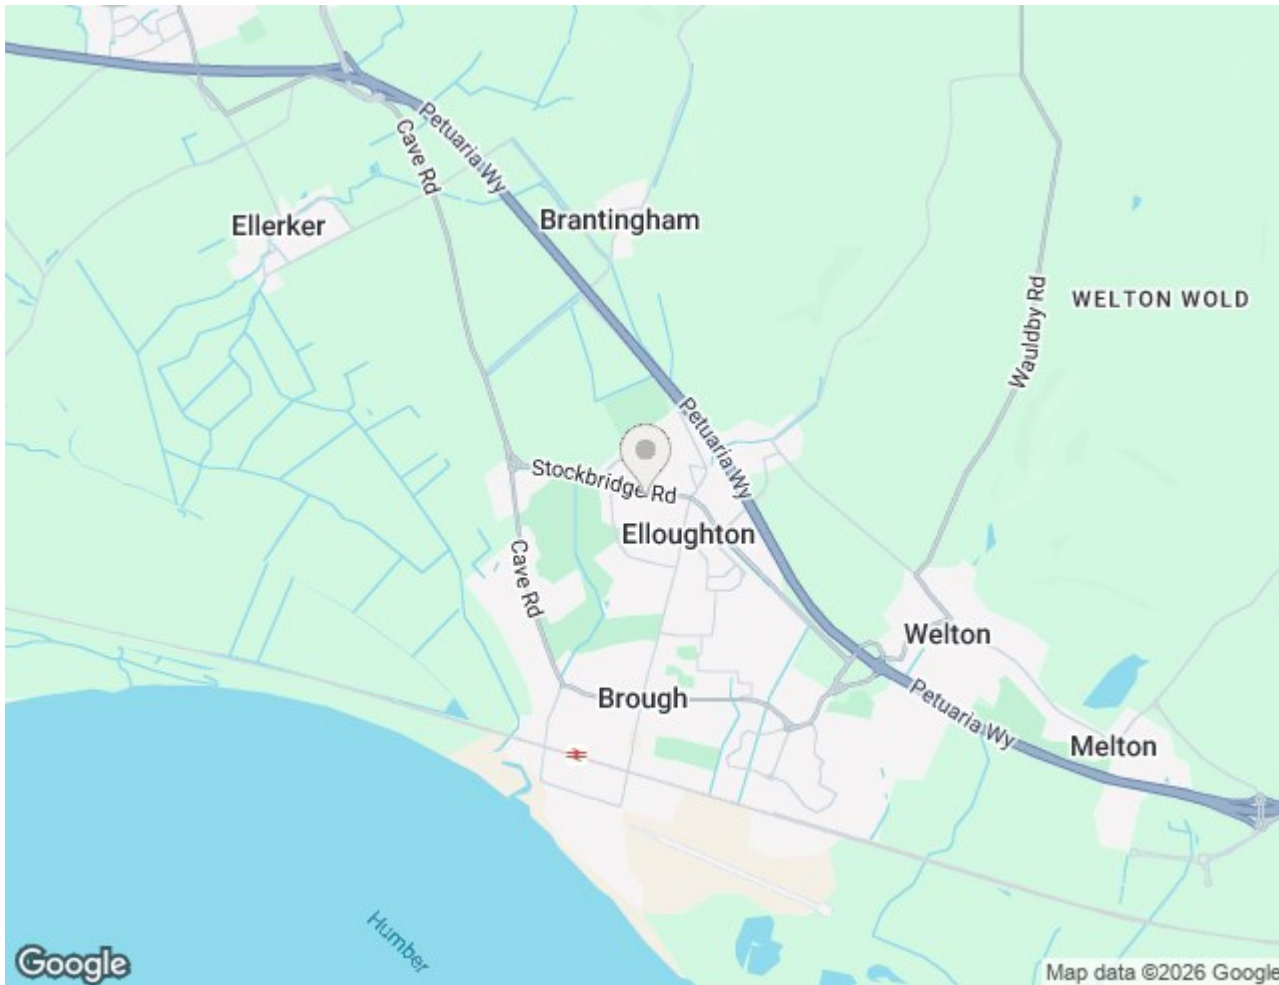 Petuaria Wy
Cave Rd
Ellerker
Brantingham
WELTON WOLD
Wauldby Rd
Petuaria Wy
Stockbridge Rd
Elloughton
Cave Rd
Welton
Brough
Petuaria Wy
Melton
Humber
Google
Map data ©2026 Google